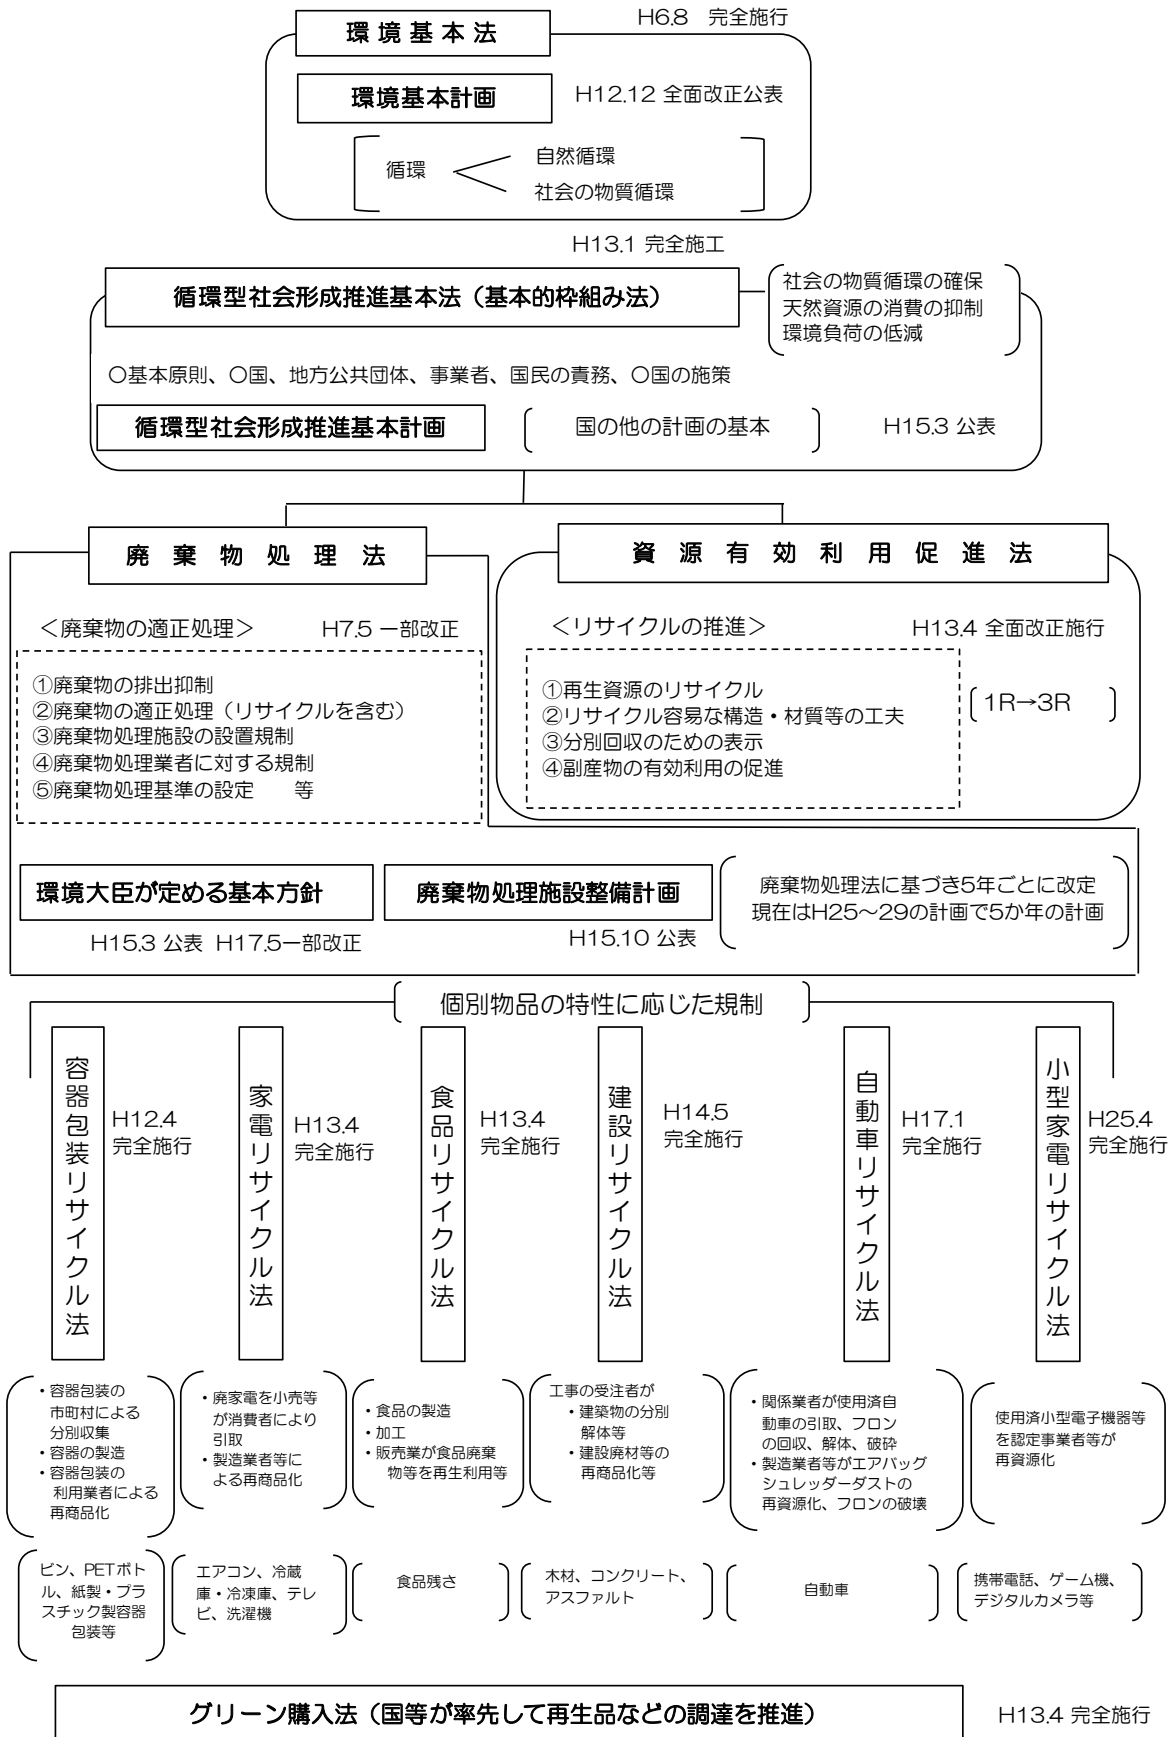 H6.8 完全施行
環境基本法
環境基本計画
H12.12 全面改正公表
循環
自然循環
社会の物質循環
H13.1 完全施工
循環型社会形成推進基本法（基本的枠組み法）
社会の物質循環の確保
天然資源の消費の抑制
環境負荷の低減
〇基本原則、〇国、地方公共団体、事業者、国民の責務、〇国の施策
循環型社会形成推進基本計画
国の他の計画の基本
H15.3 公表
廃棄物処理法
資源有効利用促進法
＜廃棄物の適正処理＞
H7.5 一部改正
①廃棄物の排出抑制
②廃棄物の適正処理（リサイクルを含む）
③廃棄物処理施設の設置規制
④廃棄物処理業者に対する規制
⑤廃棄物処理基準の設定　等
＜リサイクルの推進＞
H13.4 全面改正施行
①再生資源のリサイクル
②リサイクル容易な構造・材質等の工夫
③分別回収のための表示
④副産物の有効利用の促進
1R→3R
環境大臣が定める基本方針
H15.3 公表 H17.5一部改正
廃棄物処理施設整備計画
H15.10 公表
廃棄物処理法に基づき5年ごとに改定
現在はH25～29の計画で5か年の計画
個別物品の特性に応じた規制
容器包装リサイクル法
H12.4
完全施行
家電リサイクル法
H13.4
完全施行
食品リサイクル法
H13.4
完全施行
建設リサイクル法
H14.5
完全施行
自動車リサイクル法
H17.1
完全施行
小型家電リサイクル法
H25.4
完全施行
・容器包装の
市町村による
分別収集
・容器の製造
・容器包装の
利用業者による
再商品化
・廃家電を小売等
が消費者により
引取
・製造業者等に
よる再商品化
・食品の製造
・加工
・販売業が食品廃棄
物等を再生利用等
工事の受注者が
・建築物の分別
解体等
・建設廃材等の
再商品化等
・関係業者が使用済自
動車の引取、フロン
の回収、解体、破砕
・製造業者等がエアバッグ
シュレッダーダストの
再資源化、フロンの破壊
使用済小型電子機器等
を認定事業者等が
再資源化
ビン、PETボト
ル、紙製・プラ
スチック製容器
包装等
エアコン、冷蔵
庫・冷凍庫、テレ
ビ、洗濯機
食品残さ
木材、コンクリート、
アスファルト
自動車
携帯電話、ゲーム機、
デジタルカメラ等
グリーン購入法（国等が率先して再生品などの調達を推進）
H13.4 完全施行